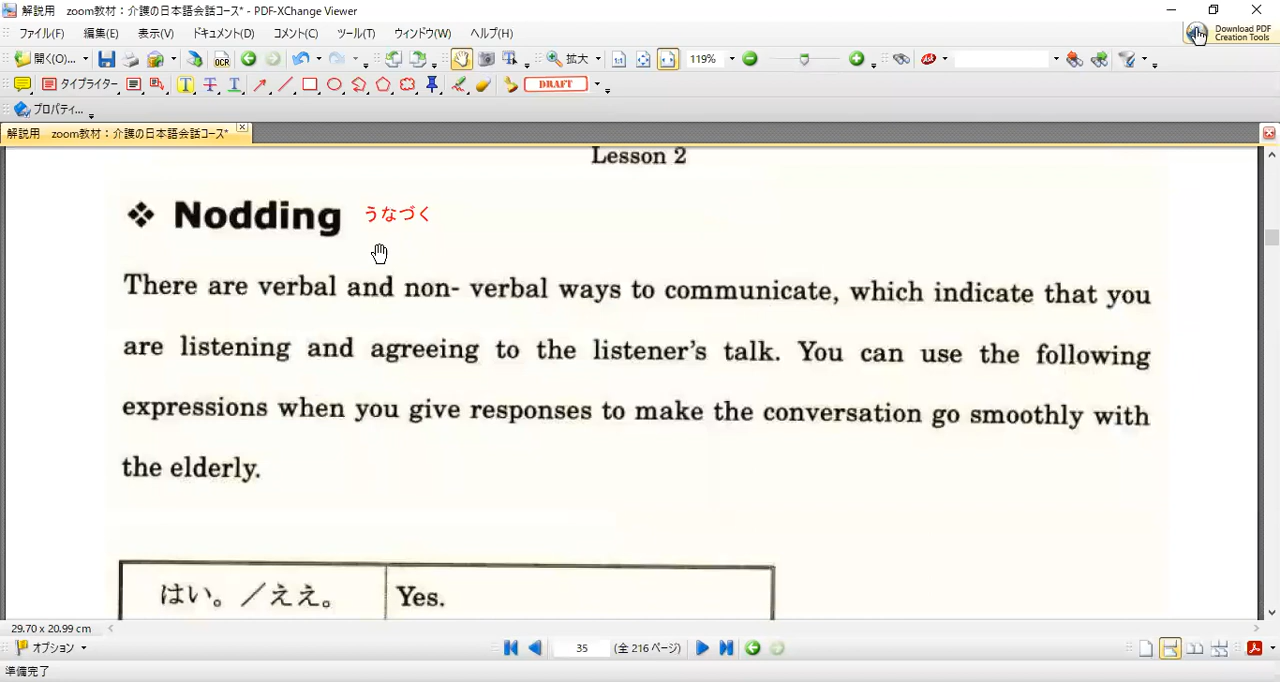 解説用 zoom教材：介護の日本語会話コース* - PDF-XChange Viewer
ファイル(F) 編集(E) 表示(V) ドキュメント(D) コメント(C) ツール(T) ウィンドウ(W) ヘルプ(H)
Download PDF
Creation Tools
開く(O)... OCR 拡大 119%
タイプライター DRAFT
プロパティ...
解説用 zoom教材：介護の日本語会話コース*
Lesson 2
❖ Nodding うなづく
There are verbal and non- verbal ways to communicate, which indicate that you
are listening and agreeing to the listener's talk. You can use the following
expressions when you give responses to make the conversation go smoothly with
the elderly.
はい。／ええ。 Yes.
29.70 x 20.99 cm
オプション 35 (全 216 ページ)
準備完了